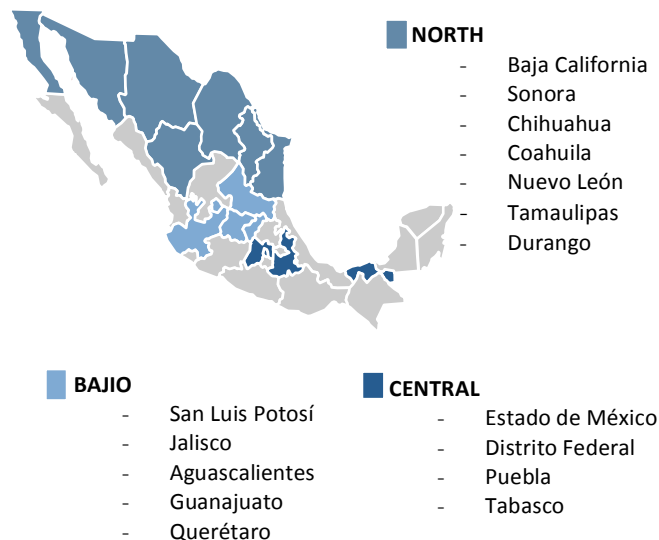 NORTH
- Baja California
- Sonora
- Chihuahua
- Coahuila
- Nuevo León
- Tamaulipas
- Durango
BAJIO
- San Luis Potosí
- Jalisco
- Aguascalientes
- Guanajuato
- Querétaro
CENTRAL
- Estado de México
- Distrito Federal
- Puebla
- Tabasco